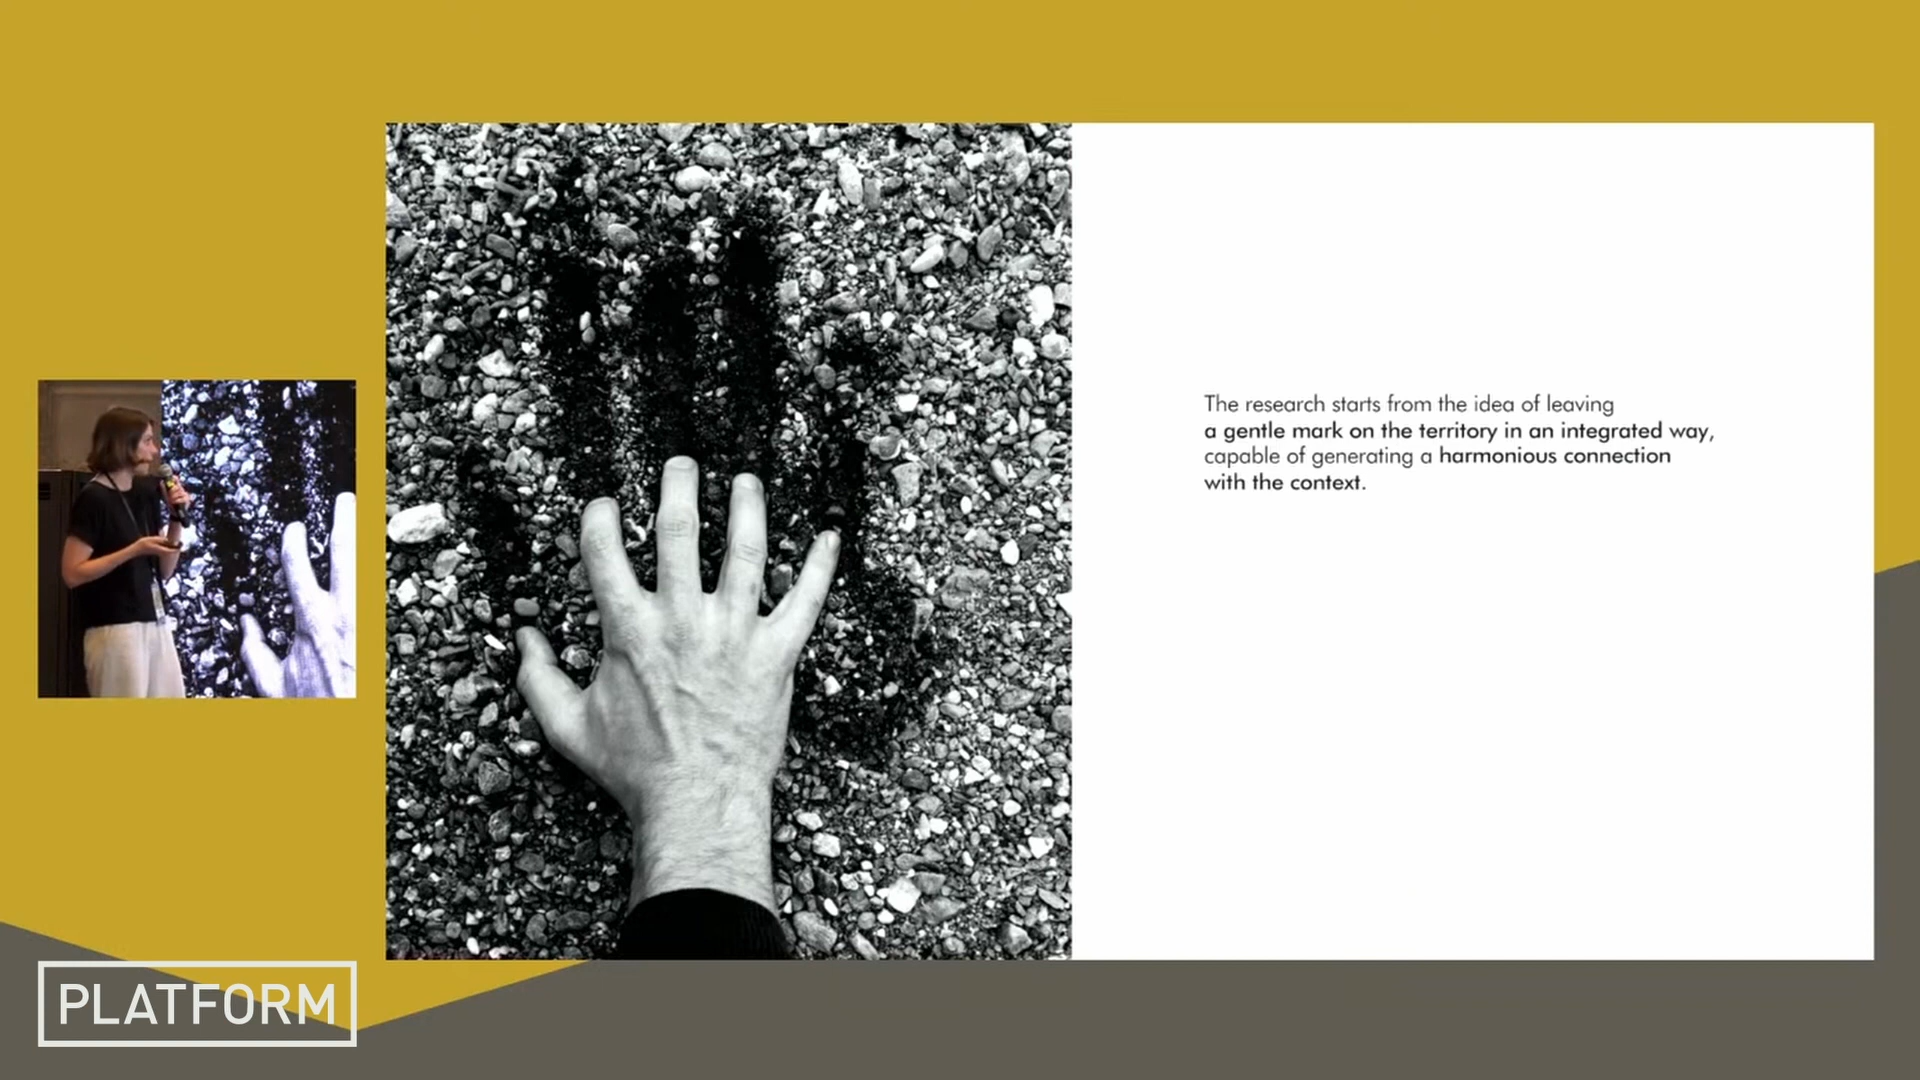 The research starts from the idea of leaving
a gentle mark on the territory in an integrated way,
capable of generating a harmonious connection
with the context.
PLATFORM